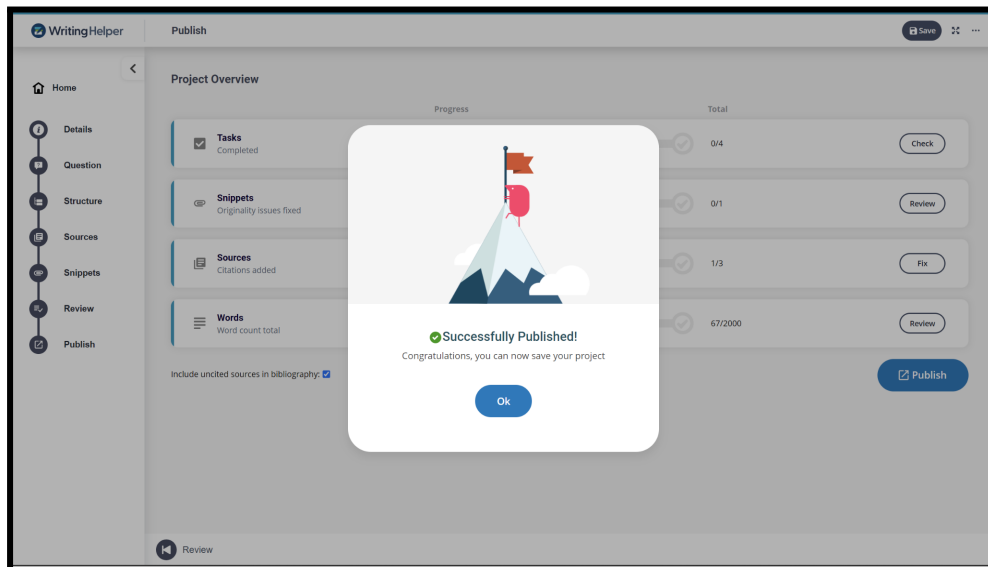 WritingHelper
Publish
Save
Home
Details
Question
Structure
Sources
Snippets
Review
Publish
Project Overview
Progress
Total
Tasks
Completed
0/4
Check
Snippets
Originality issues fixed
0/1
Review
Sources
Citations added
1/3
Fix
Words
Word count total
67/2000
Review
Include uncited sources in bibliography:
Publish
Successfully Published!
Congratulations, you can now save your project
Ok
Review